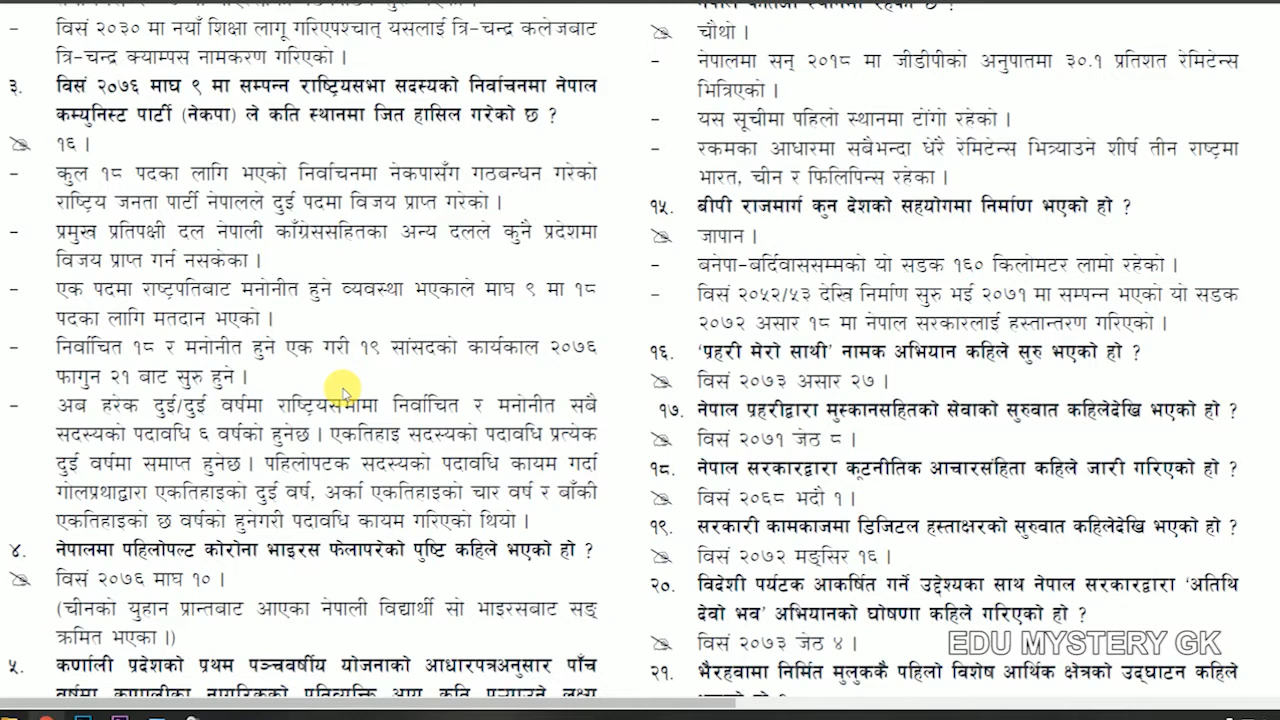 विसं २०३० मा नयाँ शिक्षा लागू गरिएपश्चात् यसलाई त्रि-चन्द्र कलेजबाट
त्रि-चन्द्र क्याम्पस नामकरण गरिएको ।
३. विसं २०७६ माघ ९ मा सम्पन्न राष्ट्रियसभा सदस्यको निर्वाचनमा नेपाल
कम्युनिस्ट पार्टी (नेकपा) ले कति स्थानमा जित हासिल गरेको छ ?
१६ ।
- कुल १८ पदका लागि भएको निर्वाचनमा नेकपासँग गठबन्धन गरेको
राष्ट्रिय जनता पार्टी नेपालले दुई पदमा विजय प्राप्त गरेको ।
- प्रमुख प्रतिपक्षी दल नेपाली काँग्रेससहितका अन्य दलले कुनै प्रदेशमा
विजय प्राप्त गर्न नसकेका ।
- एक पदमा राष्ट्रपतिबाट मनोनीत हुने व्यवस्था भएकाले माघ ९ मा १८
पदका लागि मतदान भएको ।
- निर्वाचित १८ र मनोनीत हुने एक गरी १९ सांसदको कार्यकाल २०७६
फागुन २१ बाट सुरु हुने ।
- अब हरेक दुई/दुई वर्षमा राष्ट्रियसभामा निर्वाचित र मनोनीत सबै
सदस्यको पदावधि ६ वर्षको हुनेछ । एकतिहाइ सदस्यको पदावधि प्रत्येक
दुई वर्षमा समाप्त हुनेछ । पहिलोपटक सदस्यको पदावधि कायम गर्दा
गोलप्रथाद्वारा एकतिहाइको दुई वर्ष, अर्का एकतिहाइको चार वर्ष र बाँकी
एकतिहाइको छ वर्षको हुनेगरी पदावधि कायम गरिएको थियो ।
४. नेपालमा पहिलोपल्ट कोरोना भाइरस फेलापरेको पुष्टि कहिले भएको हो ?
विसं २०७६ माघ १० ।
(चीनको युहान प्रान्तबाट आएका नेपाली विद्यार्थी सो भाइरसबाट सङ्
क्रमित भएका ।)
५. कर्णाली प्रदेशको प्रथम पञ्चवर्षीय योजनाको आधारपत्रअनुसार पाँच
वर्षमा कर्णालीका नागरिकको प्रतिव्यक्ति आय कति पुऱ्याउने लक्ष्य
चौथो ।
- नेपालमा सन् २०१८ मा जीडीपीको अनुपातमा ३०.१ प्रतिशत रेमिटेन्स
भित्रिएको ।
- यस सूचीमा पहिलो स्थानमा टोंगो रहेको ।
- रकमका आधारमा सबैभन्दा धेरै रेमिटेन्स भित्र्याउने शीर्ष तीन राष्ट्रमा
भारत, चीन र फिलिपिन्स रहेका ।
१५. बीपी राजमार्ग कुन देशको सहयोगमा निर्माण भएको हो ?
जापान ।
- बनेपा-बर्दिवाससम्मको यो सडक १६० किलोमटर लामो रहेको ।
- विसं २०५२/५३ देखि निर्माण सुरु भई २०७१ मा सम्पन्न भएको यो सडक
२०७२ असार १८ मा नेपाल सरकारलाई हस्तान्तरण गरिएको ।
१६. 'प्रहरी मेरो साथी' नामक अभियान कहिले सुरु भएको हो ?
विसं २०७३ असार २७ ।
१७. नेपाल प्रहरीद्वारा मुस्कानसहितको सेवाको सुरुवात कहिलेदेखि भएको हो ?
विसं २०७१ जेठ ८ ।
१८. नेपाल सरकारद्वारा कूटनीतिक आचारसंहिता कहिले जारी गरिएको हो ?
विसं २०६८ भदौ १ ।
१९. सरकारी कामकाजमा डिजिटल हस्ताक्षरको सुरुवात कहिलेदेखि भएको हो ?
विसं २०७२ मङ्सिर १६ ।
२०. विदेशी पर्यटक आकर्षित गर्ने उद्देश्यका साथ नेपाल सरकारद्वारा 'अतिथि
देवो भव' अभियानको घोषणा कहिले गरिएको हो ?
विसं २०७३ जेठ ४ ।
EDU MYSTERY GK
२१. भैरहवामा निर्मित मुलुककै पहिलो विशेष आर्थिक क्षेत्रको उद्घाटन कहिले